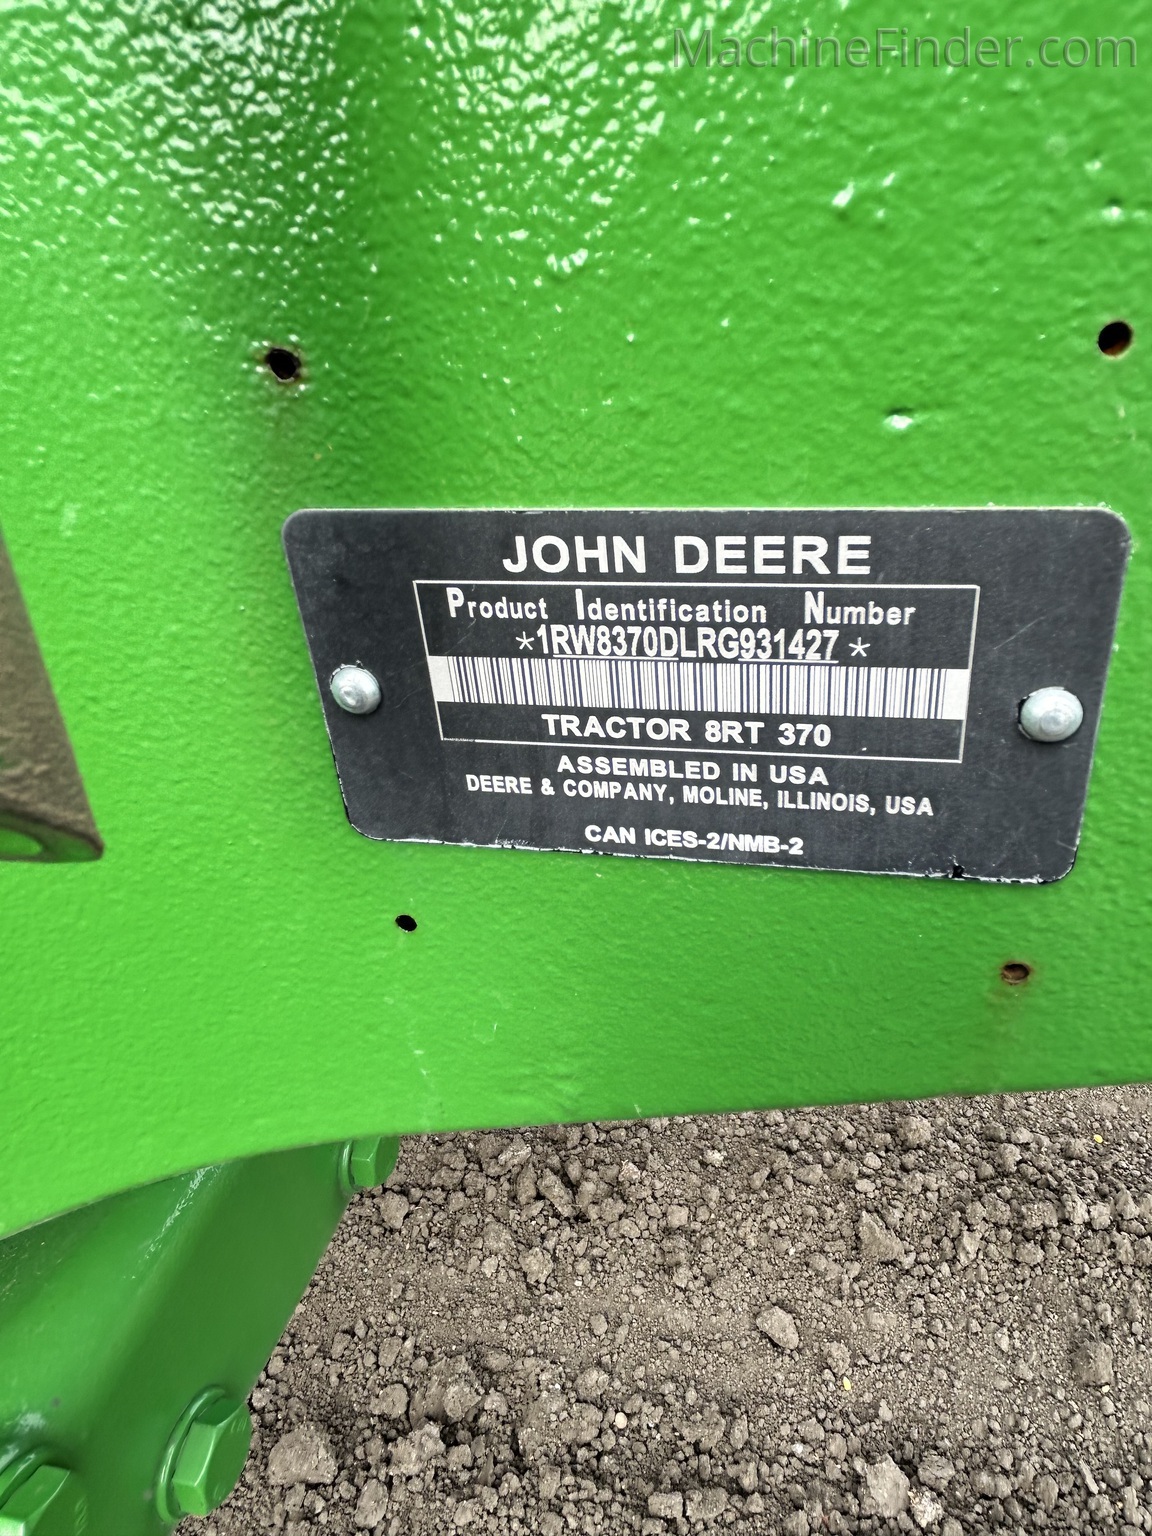 MachineFinder.com
JOHN DEERE
Product Identification Number
*1RW8370DLRG931427*
TRACTOR 8RT 370
ASSEMBLED IN USA
DEERE & COMPANY, MOLINE, ILLINOIS, USA
CAN ICES-2/NMB-2